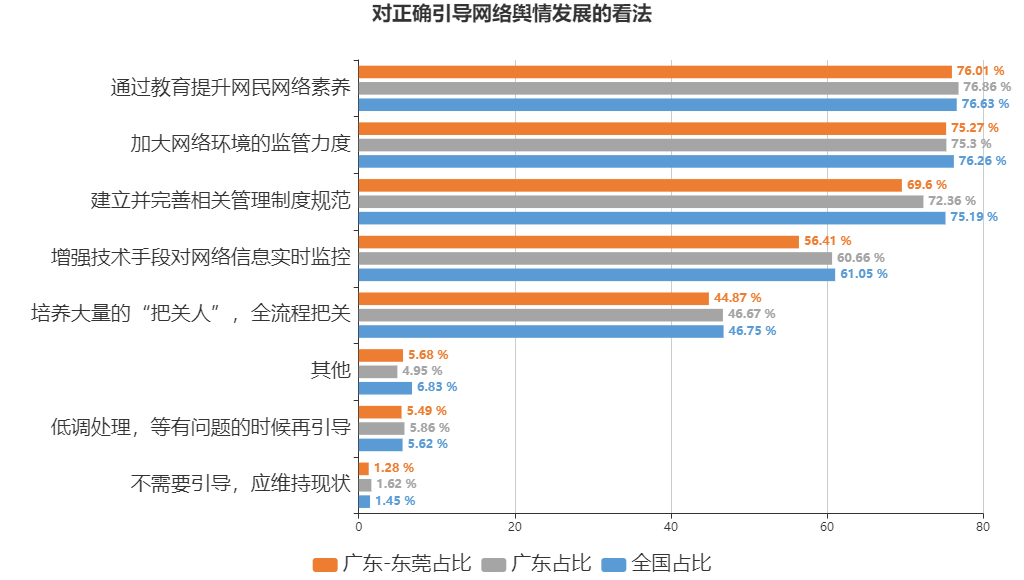 对正确引导网络舆情发展的看法
通过教育提升网民网络素养
76.01 %
76.86 %
76.63 %
加大网络环境的监管力度
75.27 %
75.3 %
76.26 %
建立并完善相关管理制度规范
69.6 %
72.36 %
75.19 %
增强技术手段对网络信息实时监控
56.41 %
60.66 %
61.05 %
培养大量的“把关人”，全流程把关
44.87 %
46.67 %
46.75 %
其他
5.68 %
4.95 %
6.83 %
低调处理，等有问题的时候再引导
5.49 %
5.86 %
5.62 %
不需要引导，应维持现状
1.28 %
1.62 %
1.45 %
0 20 40 60 80
广东-东莞占比 广东占比 全国占比